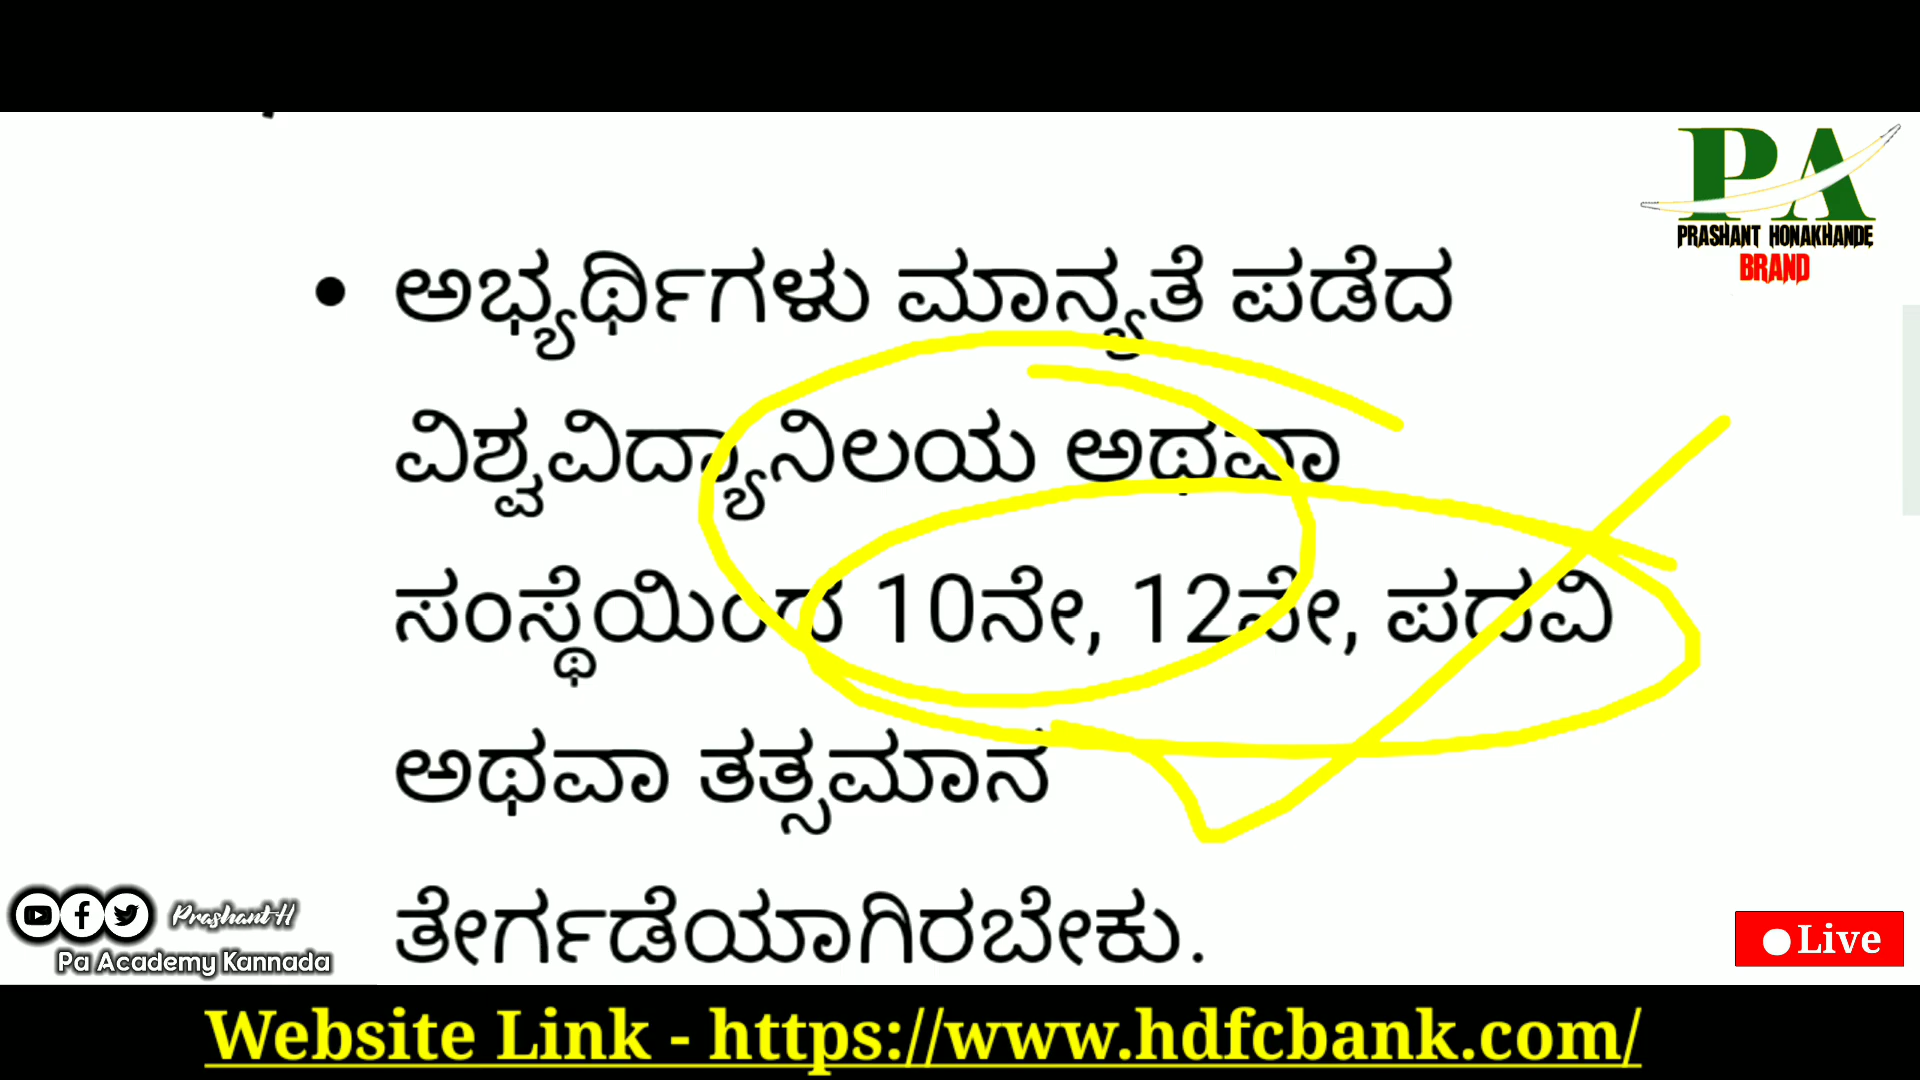 PA
PRASHANT HONAKHANDE
BRAND
• ಅಭ್ಯರ್ಥಿಗಳು ಮಾನ್ಯತೆ ಪಡೆದ
ವಿಶ್ವವಿದ್ಯಾನಿಲಯ ಅಥವಾ
ಸಂಸ್ಥೆಯಿಂದ 10ನೇ, 12ನೇ, ಪದವಿ
ಅಥವಾ ತತ್ಸಮಾನ
ತೇರ್ಗಡೆಯಾಗಿರಬೇಕು.
Prashant H
Pa Academy Kannada
Live
Website Link - https://www.hdfcbank.com/